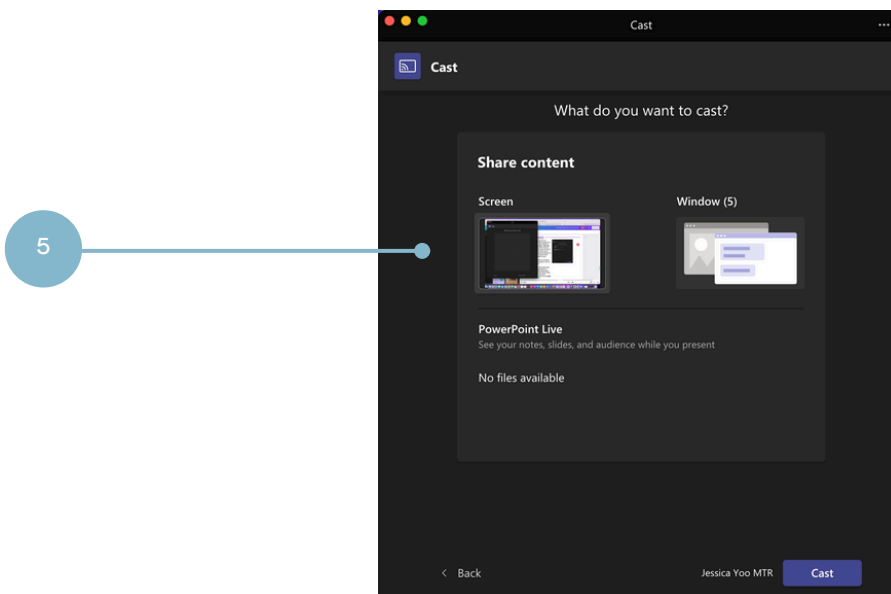 Cast
Cast
What do you want to cast?
Share content
Screen
Window (5)
5
PowerPoint Live
See your notes, slides, and audience while you present
No files available
Back
Jessica Yoo MTR
Cast